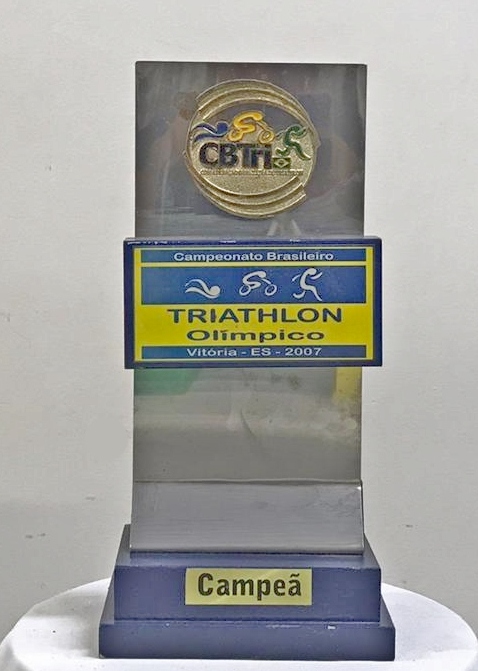 CBTri
Campeonato Brasileiro
TRIATHLON
Olímpico
Vitória - ES - 2007
Campeã